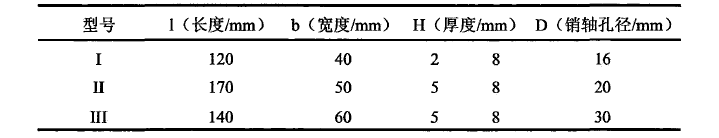 型号 l（长度/mm） b（宽度/mm） H（厚度/mm） D（销轴孔径/mm）
I 120 40 2 8 16
II 170 50 5 8 20
III 140 60 5 8 30